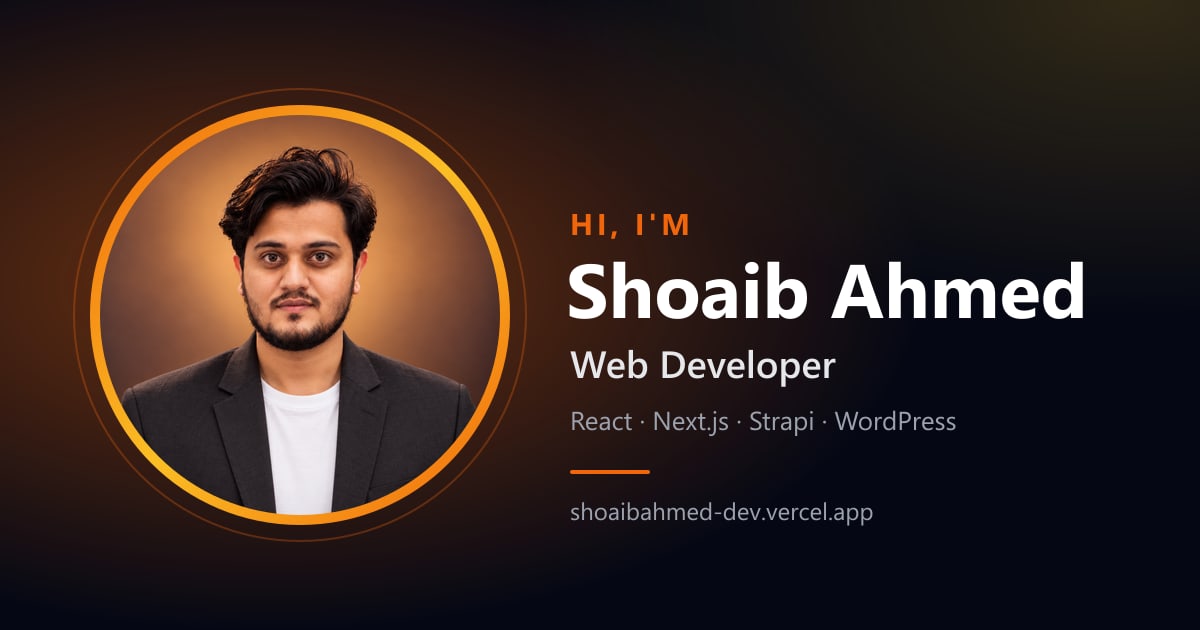 HI, I'M
Shoaib Ahmed
Web Developer
React · Next.js · Strapi · WordPress
shoaibahmed-dev.vercel.app